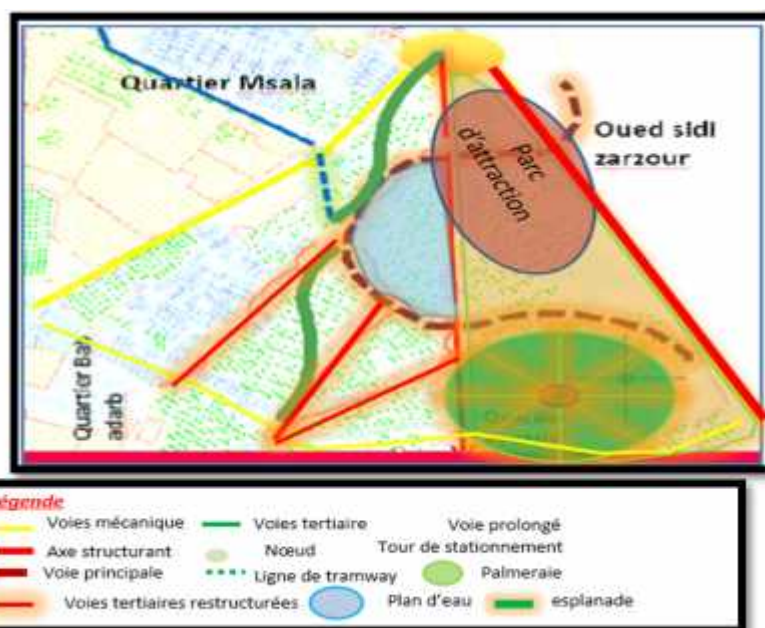 Quartier Msala
Oued sidi
zarzour
Parc
d'attraction
Quartier Bab
adarb
égende
Voies mécanique
Voies tertiaire
Voie prolongé
Axe structurant
Nœud
Tour de stationnement
Voie principale
Ligne de tramway
Palmeraie
Voies tertiaires restructurées
Plan d'eau
esplanade